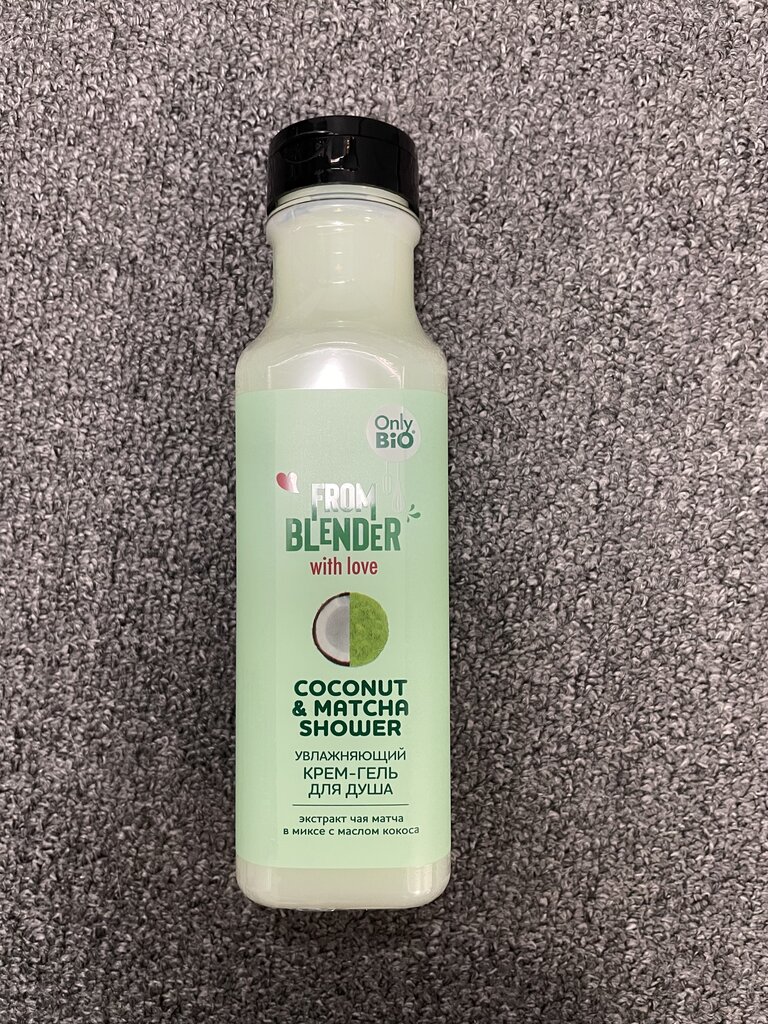 Only
BiO
FROM
BLENDER
with love
COCONUT
& MATCHA
SHOWER
УВЛАЖНЯЮЩИЙ
КРЕМ-ГЕЛЬ
ДЛЯ ДУША
экстракт чая матча
в миксе с маслом кокоса